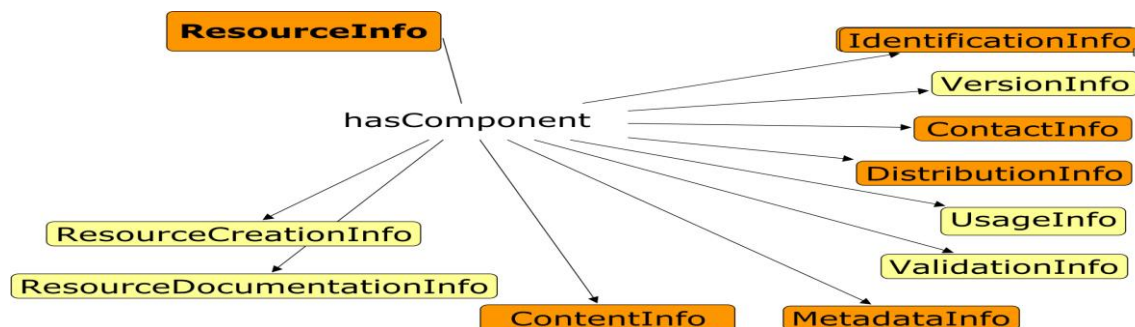 ResourceInfo
IdentificationInfo
VersionInfo
hasComponent
ContactInfo
DistributionInfo
UsageInfo
ResourceCreationInfo
ValidationInfo
ResourceDocumentationInfo
ContentInfo
MetadataInfo